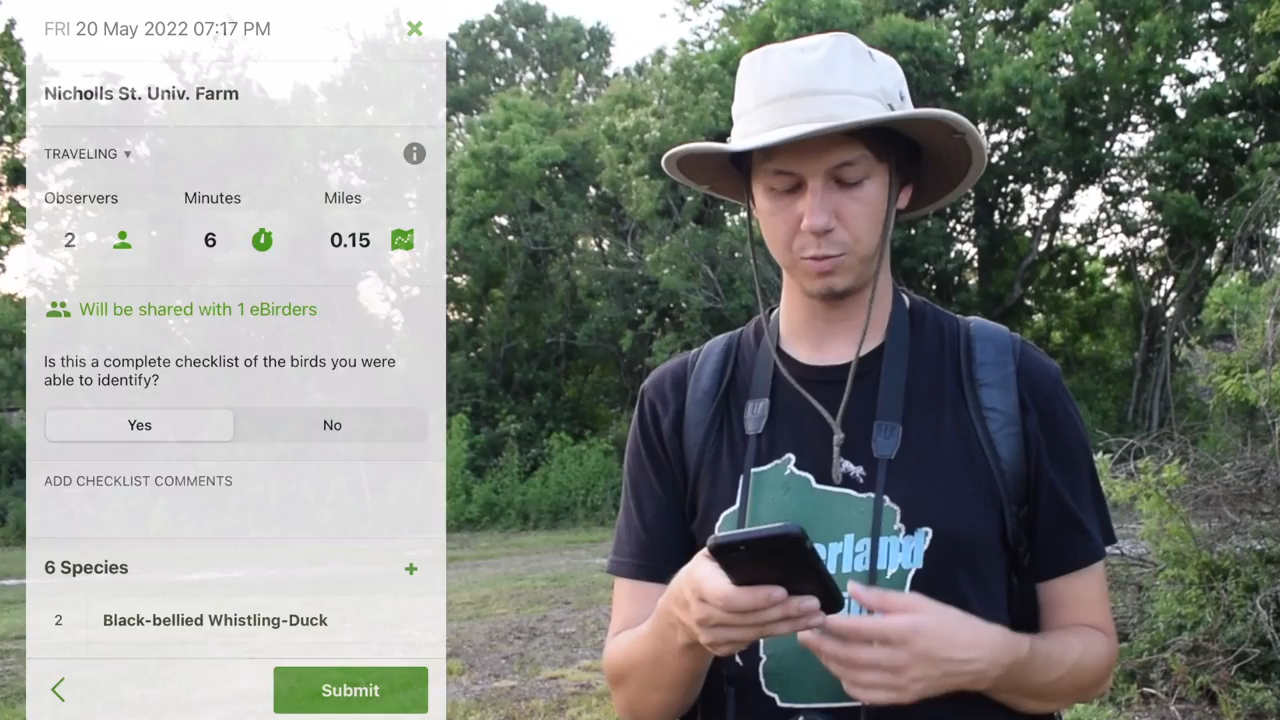 FRI 20 May 2022 07:17 PM
Nicholls St. Univ. Farm
TRAVELING
Observers Minutes Miles
2 6 0.15
Will be shared with 1 eBirders
Is this a complete checklist of the birds you were
able to identify?
Yes No
ADD CHECKLIST COMMENTS
6 Species
2 Black-bellied Whistling-Duck
Submit